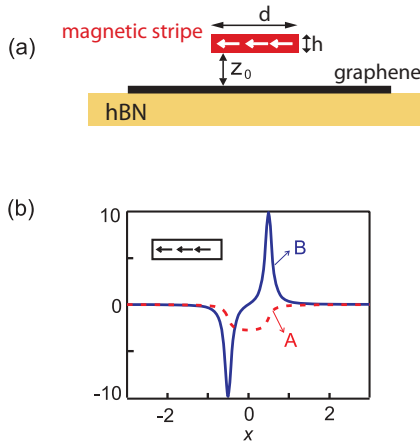 (a)
d
magnetic stripe
h
z0
graphene
hBN
(b)
10
B
0
A
-10
-2
0
2
x